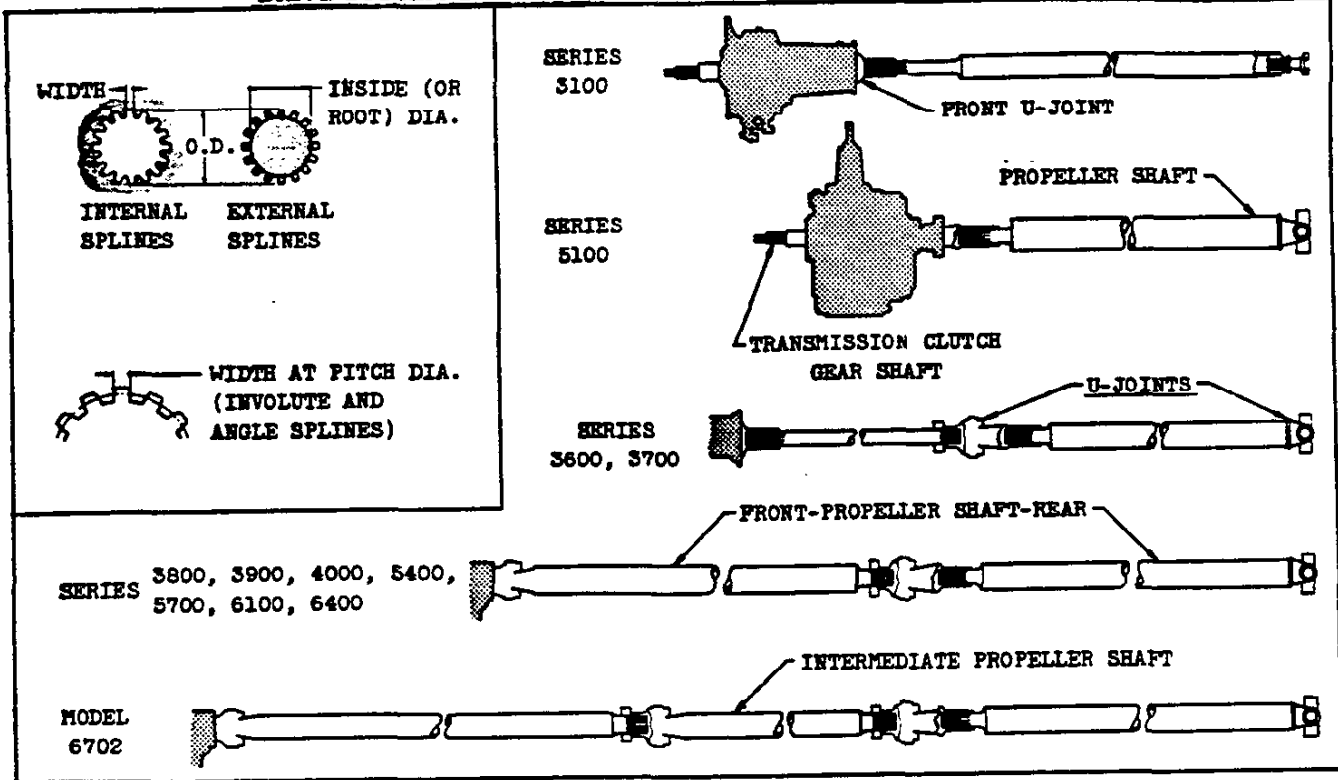 WIDTH
INSIDE (OR
ROOT) DIA.
O.D.
INTERNAL
SPLINES
EXTERNAL
SPLINES
WIDTH AT PITCH DIA.
(INVOLUTE AND
ANGLE SPLINES)
SERIES
3100
FRONT U-JOINT
PROPELLER SHAFT
SERIES
5100
TRANSMISSION CLUTCH
GEAR SHAFT
U-JOINTS
SERIES
3600, 3700
FRONT-PROPELLER SHAFT-REAR
SERIES
3800, 3900, 4000, 5400,
5700, 6100, 6400
INTERMEDIATE PROPELLER SHAFT
MODEL
6702